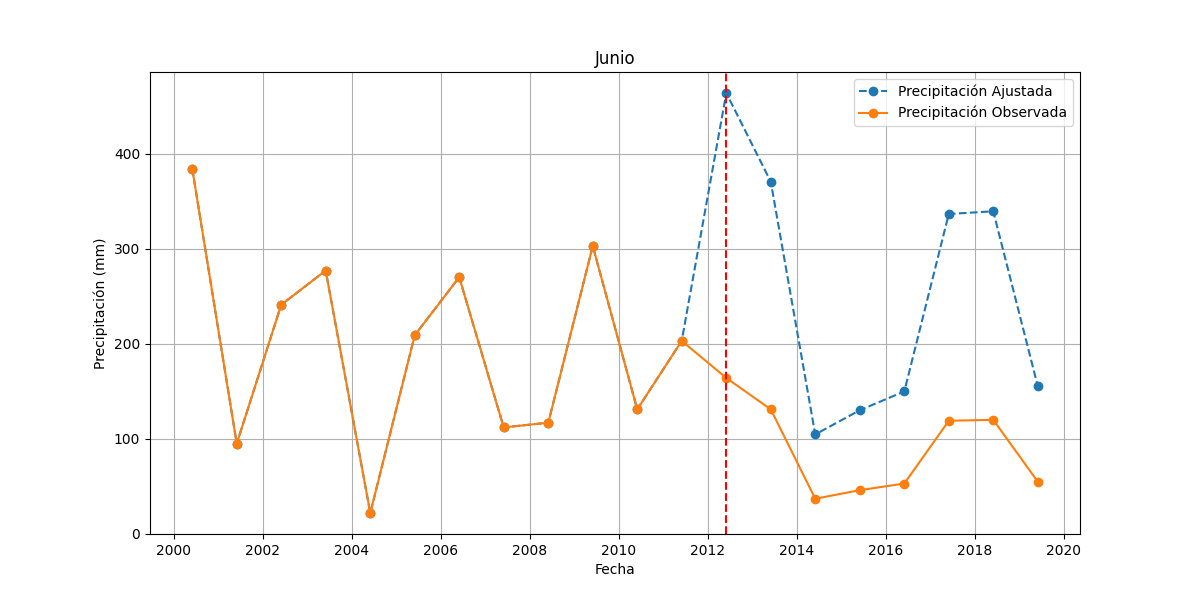 Junio
Precipitación Ajustada
Precipitación Observada
Precipitación (mm)
400
300
200
100
0
2000 2002 2004 2006 2008 2010 2012 2014 2016 2018 2020
Fecha